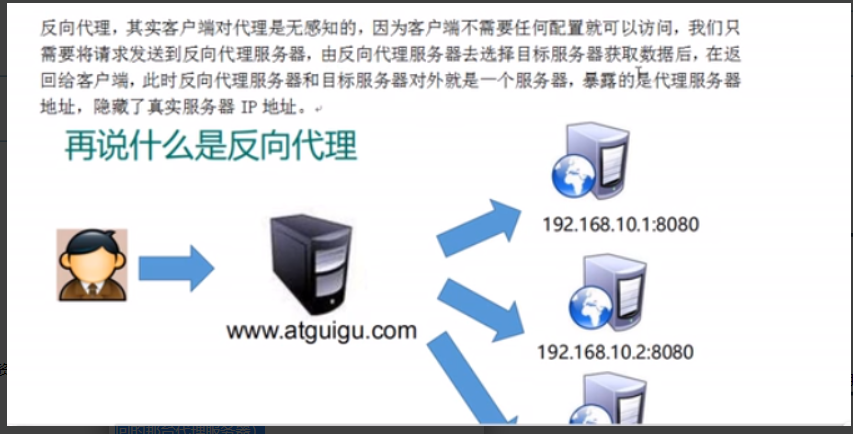 反向代理，其实客户端对代理是无感知的，因为客户端不需要任何配置就可以访问，我们只
需要将请求发送到反向代理服务器，由反向代理服务器去选择目标服务器获取数据后，在返
回给客户端，此时反向代理服务器和目标服务器对外就是一个服务器，暴露的是代理服务器
地址，隐藏了真实服务器 IP 地址。
再说什么是反向代理
192.168.10.1:8080
www.atguigu.com
192.168.10.2:8080